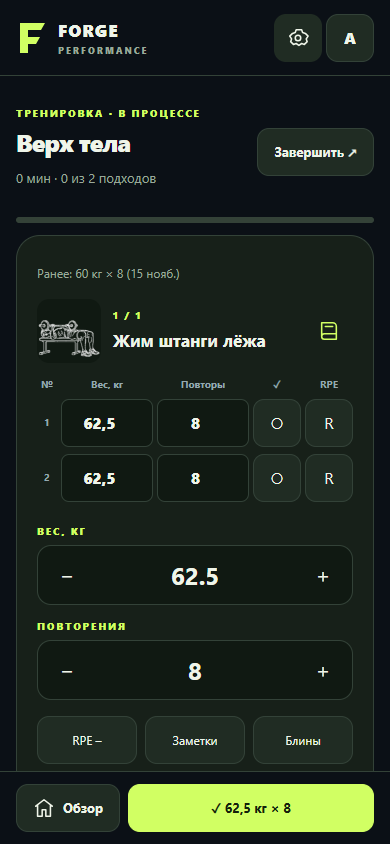 FORGE
PERFORMANCE
A
ТРЕНИРОВКА · В ПРОЦЕССЕ
Верх тела
Завершить ↗
0 мин · 0 из 2 подходов
Ранее: 60 кг × 8 (15 нояб.)
1 / 1
Жим штанги лёжа
№ Вес, кг Повторы ✓ RPE
1 62,5 8 ○ R
2 62,5 8 ○ R
ВЕС, КГ
− 62.5 +
ПОВТОРЕНИЯ
− 8 +
RPE – Заметки Блины
Обзор ✓ 62,5 кг × 8